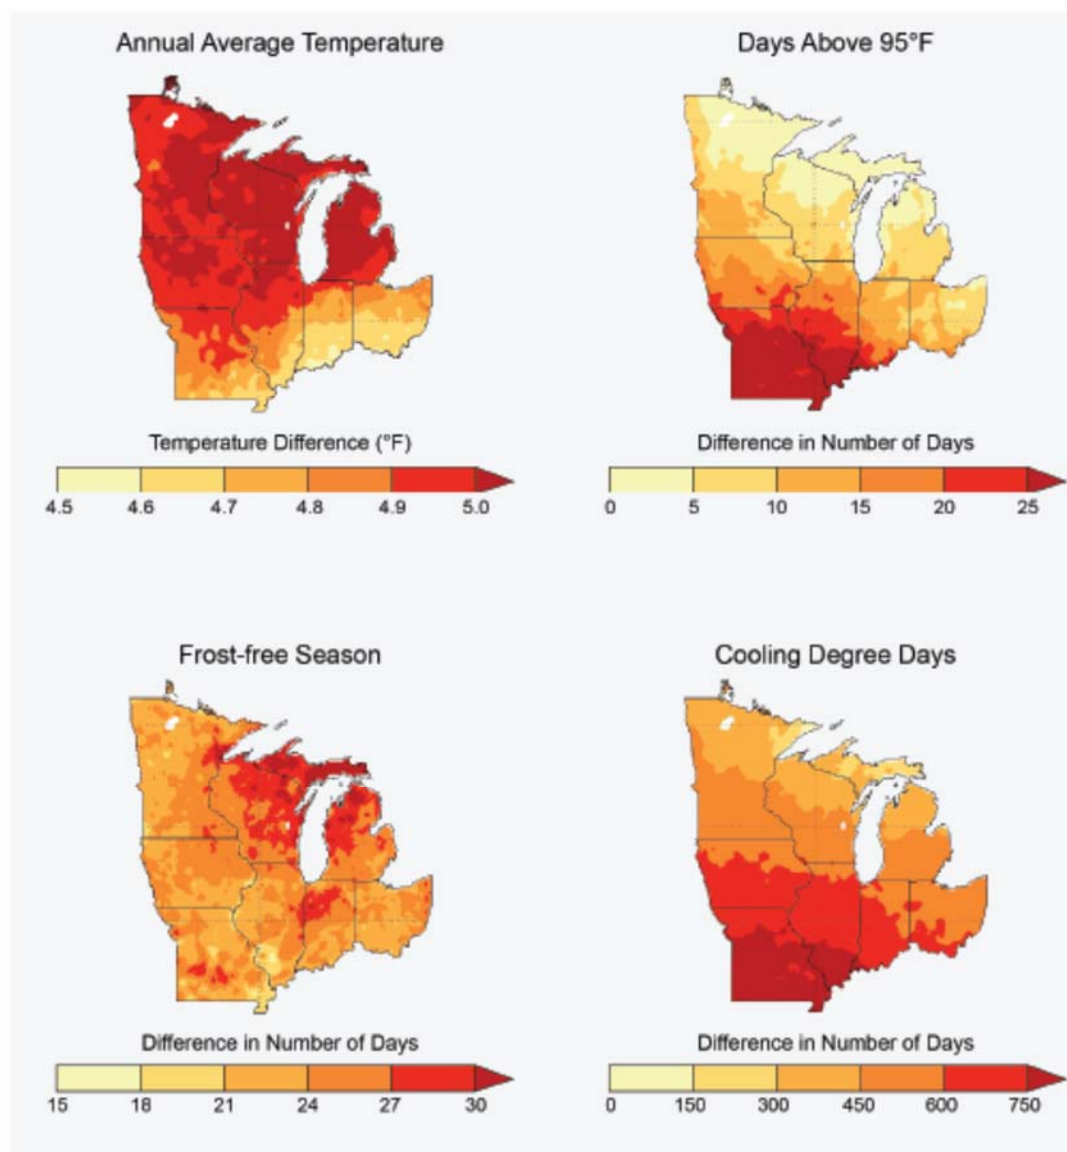 Annual Average Temperature
Days Above 95°F
Temperature Difference (°F)
4.5 4.6 4.7 4.8 4.9 5.0
Difference in Number of Days
0 5 10 15 20 25
Frost-free Season
Cooling Degree Days
Difference in Number of Days
15 18 21 24 27 30
Difference in Number of Days
0 150 300 450 600 750